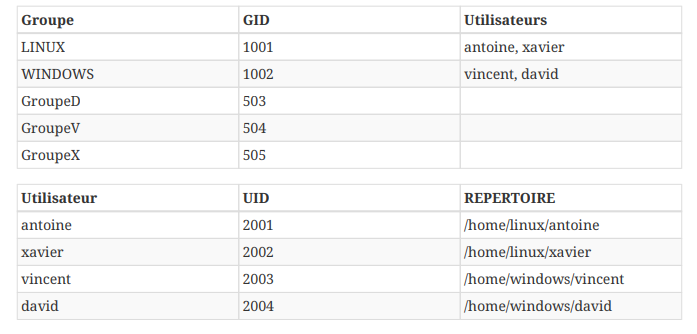 Groupe GID Utilisateurs
LINUX 1001 antoine, xavier
WINDOWS 1002 vincent, david
GroupeD 503
GroupeV 504
GroupeX 505
Utilisateur UID REPERTOIRE
antoine 2001 /home/linux/antoine
xavier 2002 /home/linux/xavier
vincent 2003 /home/windows/vincent
david 2004 /home/windows/david